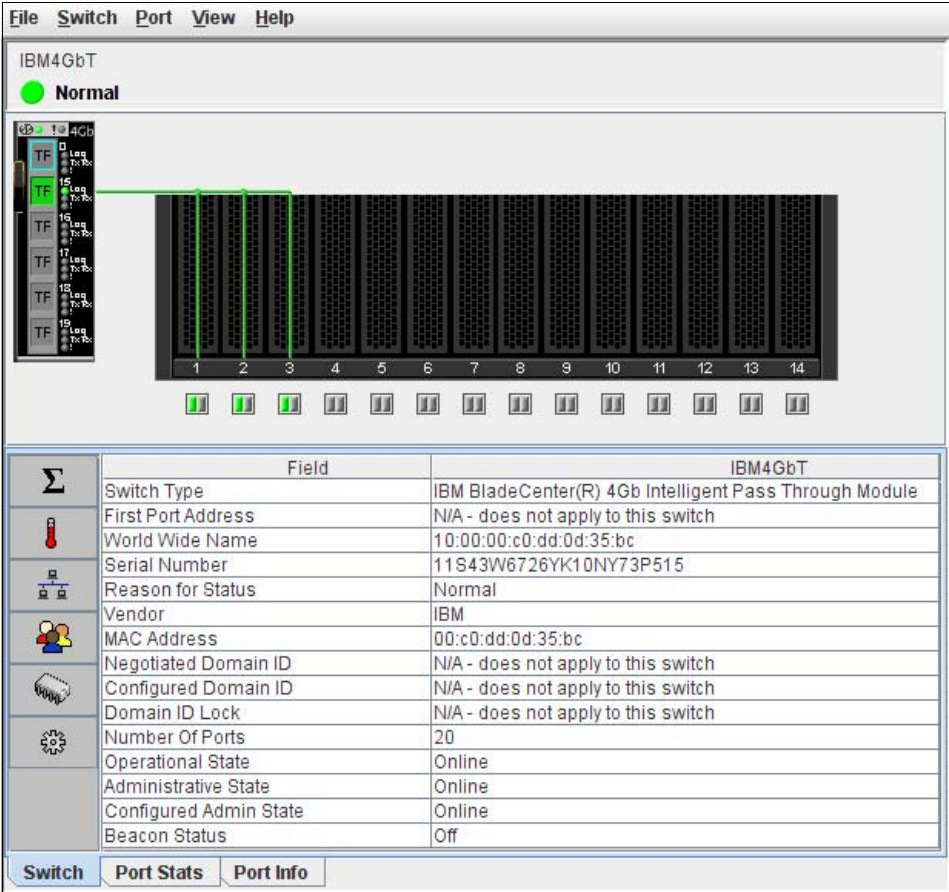 File Switch Port View Help
IBM4GbT
Normal
4Gb
TF 0 Log TxRx
TF 15 Log TxRx
TF 16 Log TxRx
TF 17 Log TxRx
TF 18 Log TxRx
TF 19 Log TxRx
1 2 3 4 5 6 7 8 9 10 11 12 13 14
Field IBM4GbT
Switch Type IBM BladeCenter(R) 4Gb Intelligent Pass Through Module
First Port Address N/A - does not apply to this switch
World Wide Name 10:00:00:c0:dd:0d:35:bc
Serial Number 11S43W6726YK10NY73P515
Reason for Status Normal
Vendor IBM
MAC Address 00:c0:dd:0d:35:bc
Negotiated Domain ID N/A - does not apply to this switch
Configured Domain ID N/A - does not apply to this switch
Domain ID Lock N/A - does not apply to this switch
Number Of Ports 20
Operational State Online
Administrative State Online
Configured Admin State Online
Beacon Status Off
Switch Port Stats Port Info